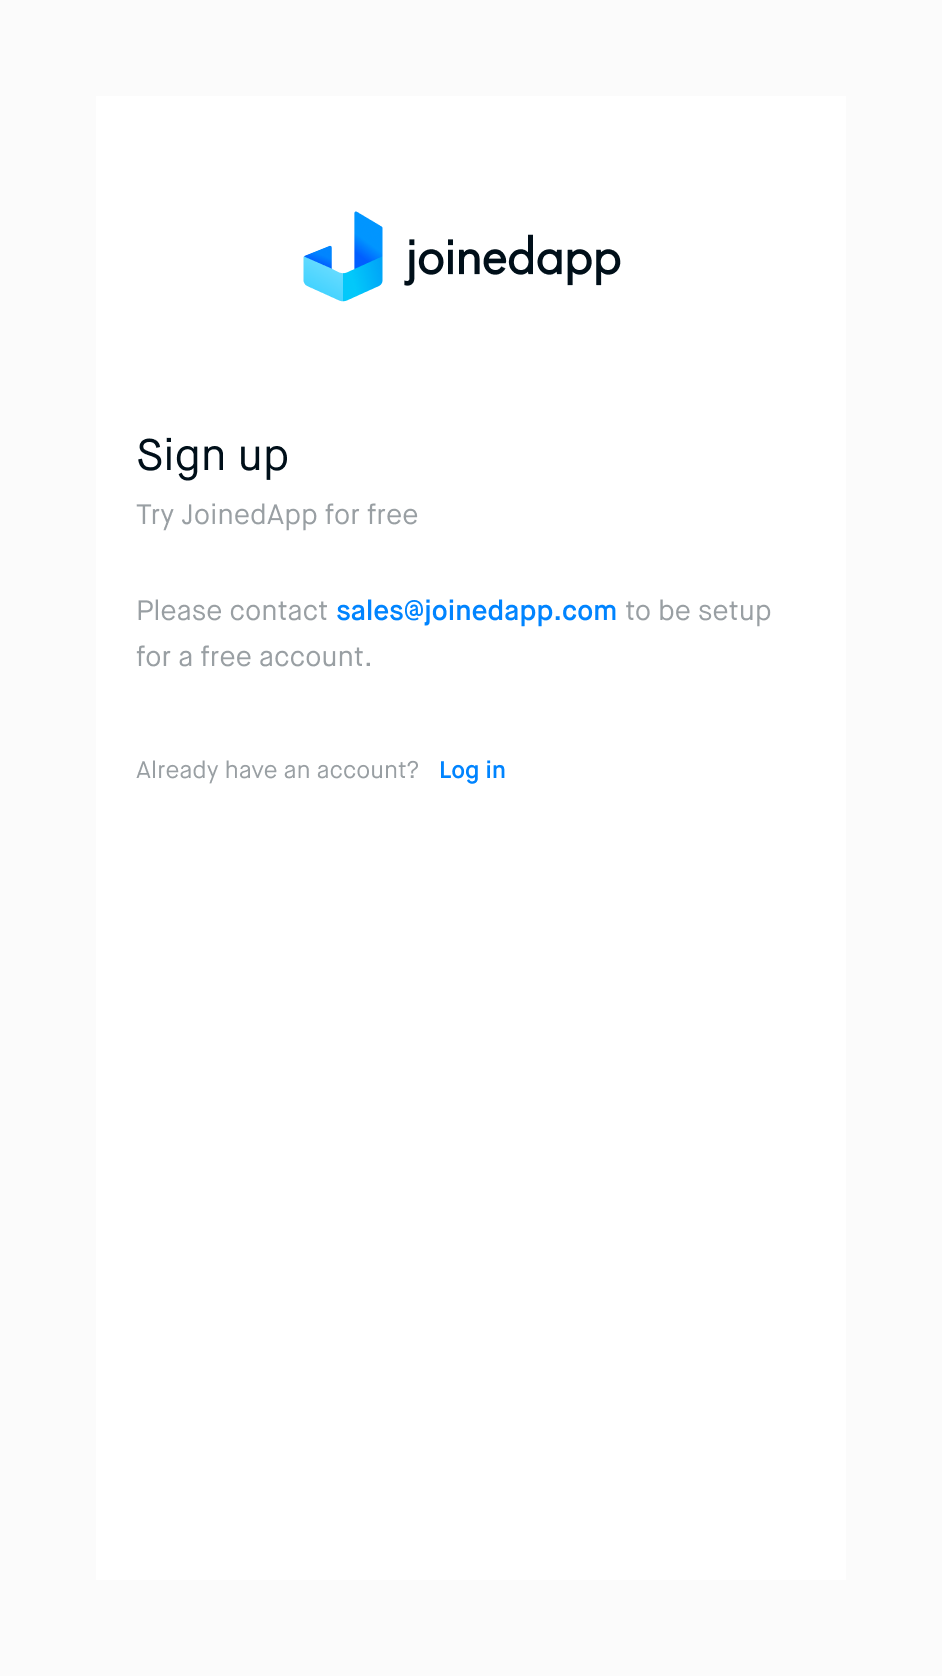 joinedapp
Sign up
Try JoinedApp for free
Please contact sales@joinedapp.com to be setup
for a free account.
Already have an account? Log in